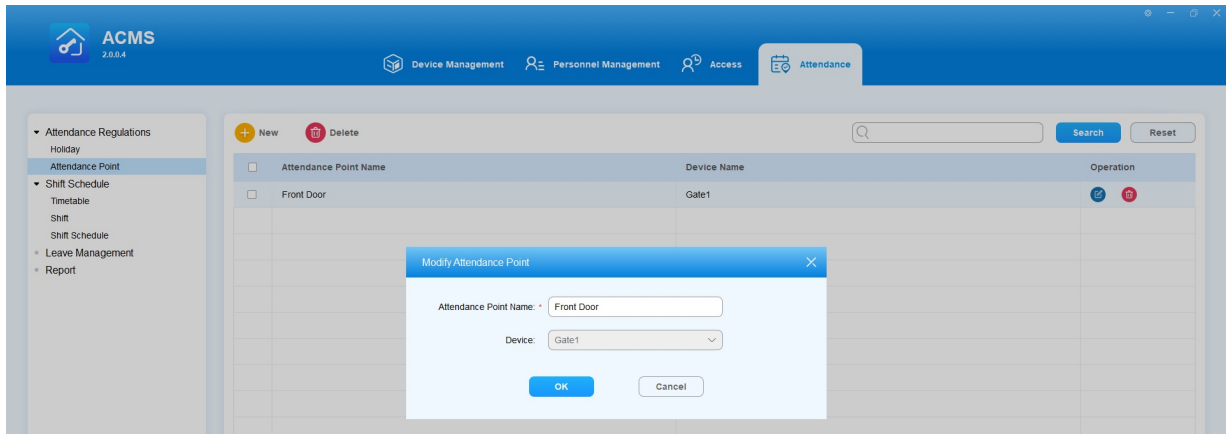 ACMS
2.0.0.4
Device Management Personnel Management Access Attendance
Attendance Regulations
Holiday
Attendance Point
Shift Schedule
Timetable
Shift
Shift Schedule
Leave Management
Report
New Delete Search Reset
Attendance Point Name Device Name Operation
Front Door Gate1
Modify Attendance Point
Attendance Point Name: * Front Door
Device: Gate1
OK Cancel